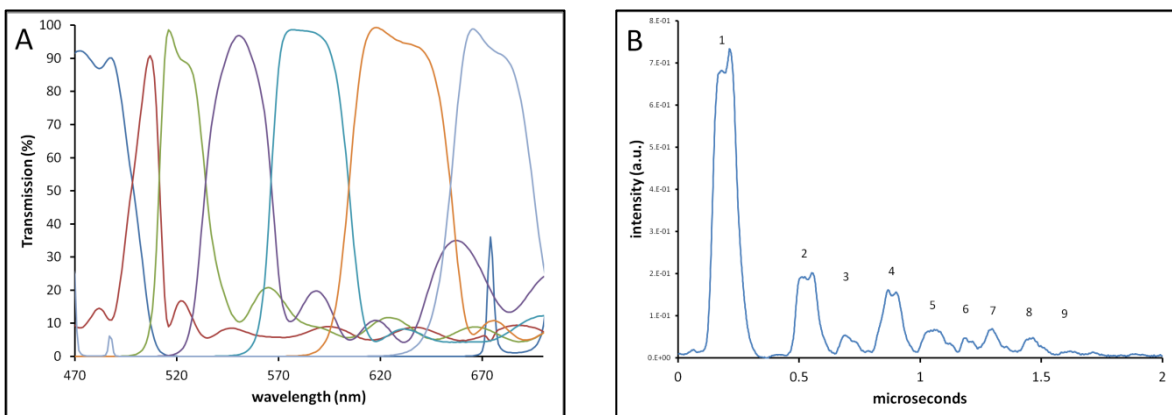 A
Transmission (%)
100
90
80
70
60
50
40
30
20
10
0
470 520 570 620 670
wavelength (nm)
B
intensity (a.u.)
8.E-01
7.E-01
6.E-01
5.E-01
4.E-01
3.E-01
2.E-01
1.E-01
0.E+00
1
2
3
4
5
6
7
8
9
0 0.5 1 1.5 2
microseconds